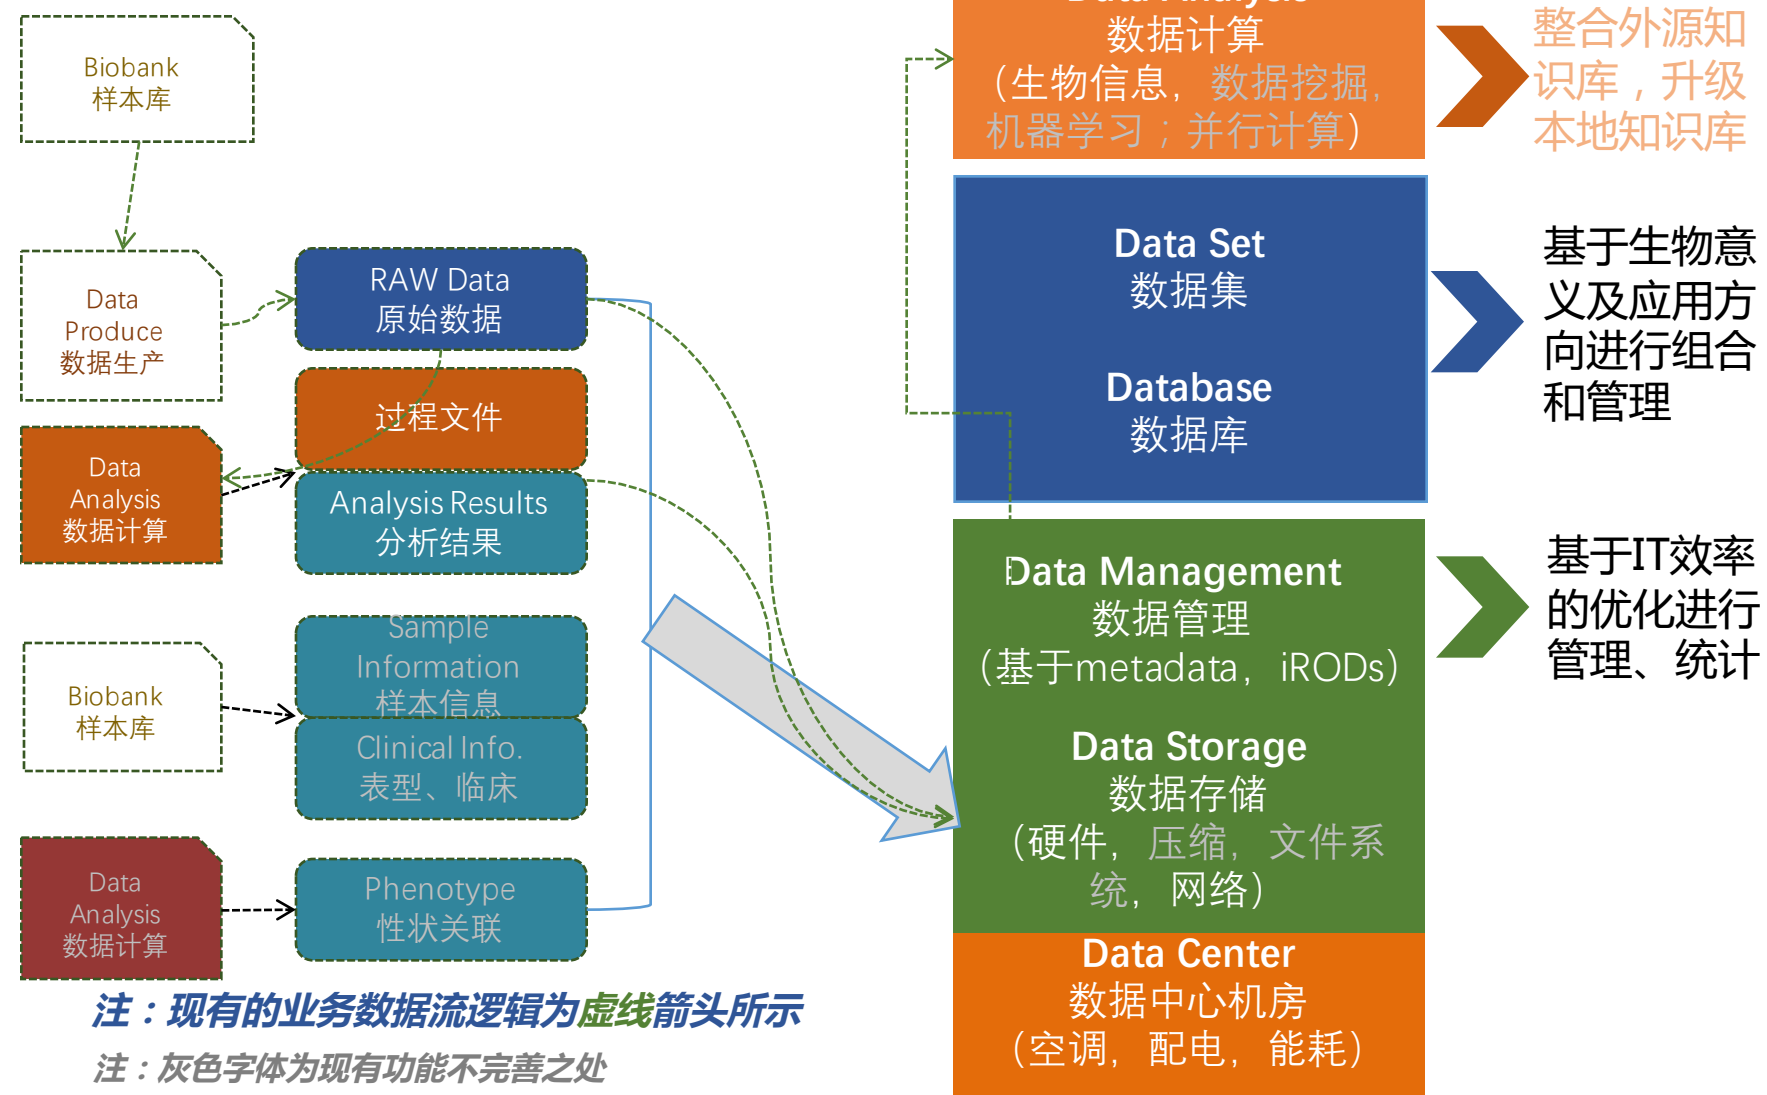 Biobank
样本库
Data
Produce
数据生产
Data
Analysis
数据计算
Biobank
样本库
Data
Analysis
数据计算
RAW Data
原始数据
过程文件
Analysis Results
分析结果
Sample
Information
样本信息
Clinical Info.
表型、临床
Phenotype
性状关联
Data Analysis
数据计算
（生物信息，数据挖掘，
机器学习；并行计算）
Data Set
数据集
Database
数据库
Data Management
数据管理
（基于metadata，iRODs）
Data Storage
数据存储
（硬件，压缩，文件系
统，网络）
Data Center
数据中心机房
（空调，配电，能耗）
整合外源知
识库，升级
本地知识库
基于生物意
义及应用方
向进行组合
和管理
基于IT效率
的优化进行
管理、统计
注：现有的业务数据流逻辑为虚线箭头所示
注：灰色字体为现有功能不完善之处